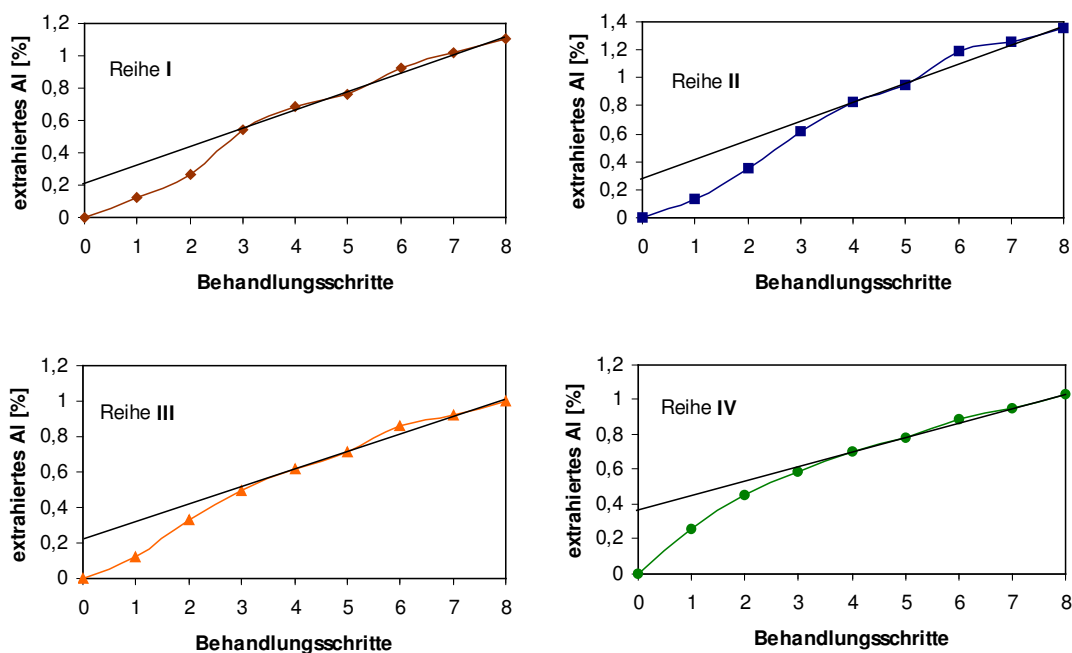 extrahiertes Al [%]
1,2
1
0,8
0,6
0,4
0,2
0
Reihe I
0 1 2 3 4 5 6 7 8
Behandlungsschritte
extrahiertes Al [%]
1,4
1,2
1
0,8
0,6
0,4
0,2
0
Reihe II
0 1 2 3 4 5 6 7 8
Behandlungsschritte
extrahiertes Al [%]
1,2
1
0,8
0,6
0,4
0,2
0
Reihe III
0 1 2 3 4 5 6 7 8
Behandlungsschritte
extrahiertes Al [%]
1,2
1
0,8
0,6
0,4
0,2
0
Reihe IV
0 1 2 3 4 5 6 7 8
Behandlungsschritte